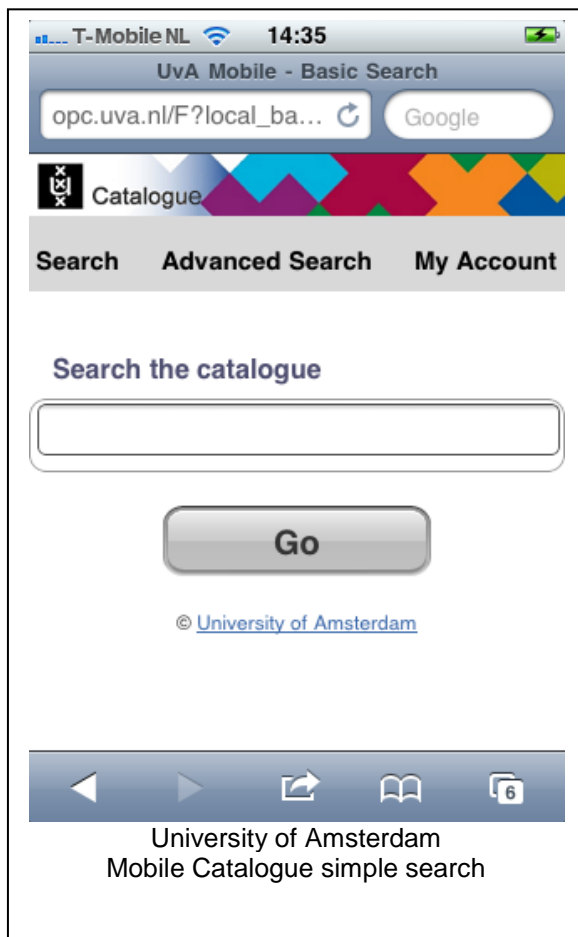 T-Mobile NL 14:35
UvA Mobile - Basic Search
opc.uva.nl/F?local_ba... Google
Catalogue
Search Advanced Search My Account
Search the catalogue
Go
© University of Amsterdam
6
University of Amsterdam
Mobile Catalogue simple search